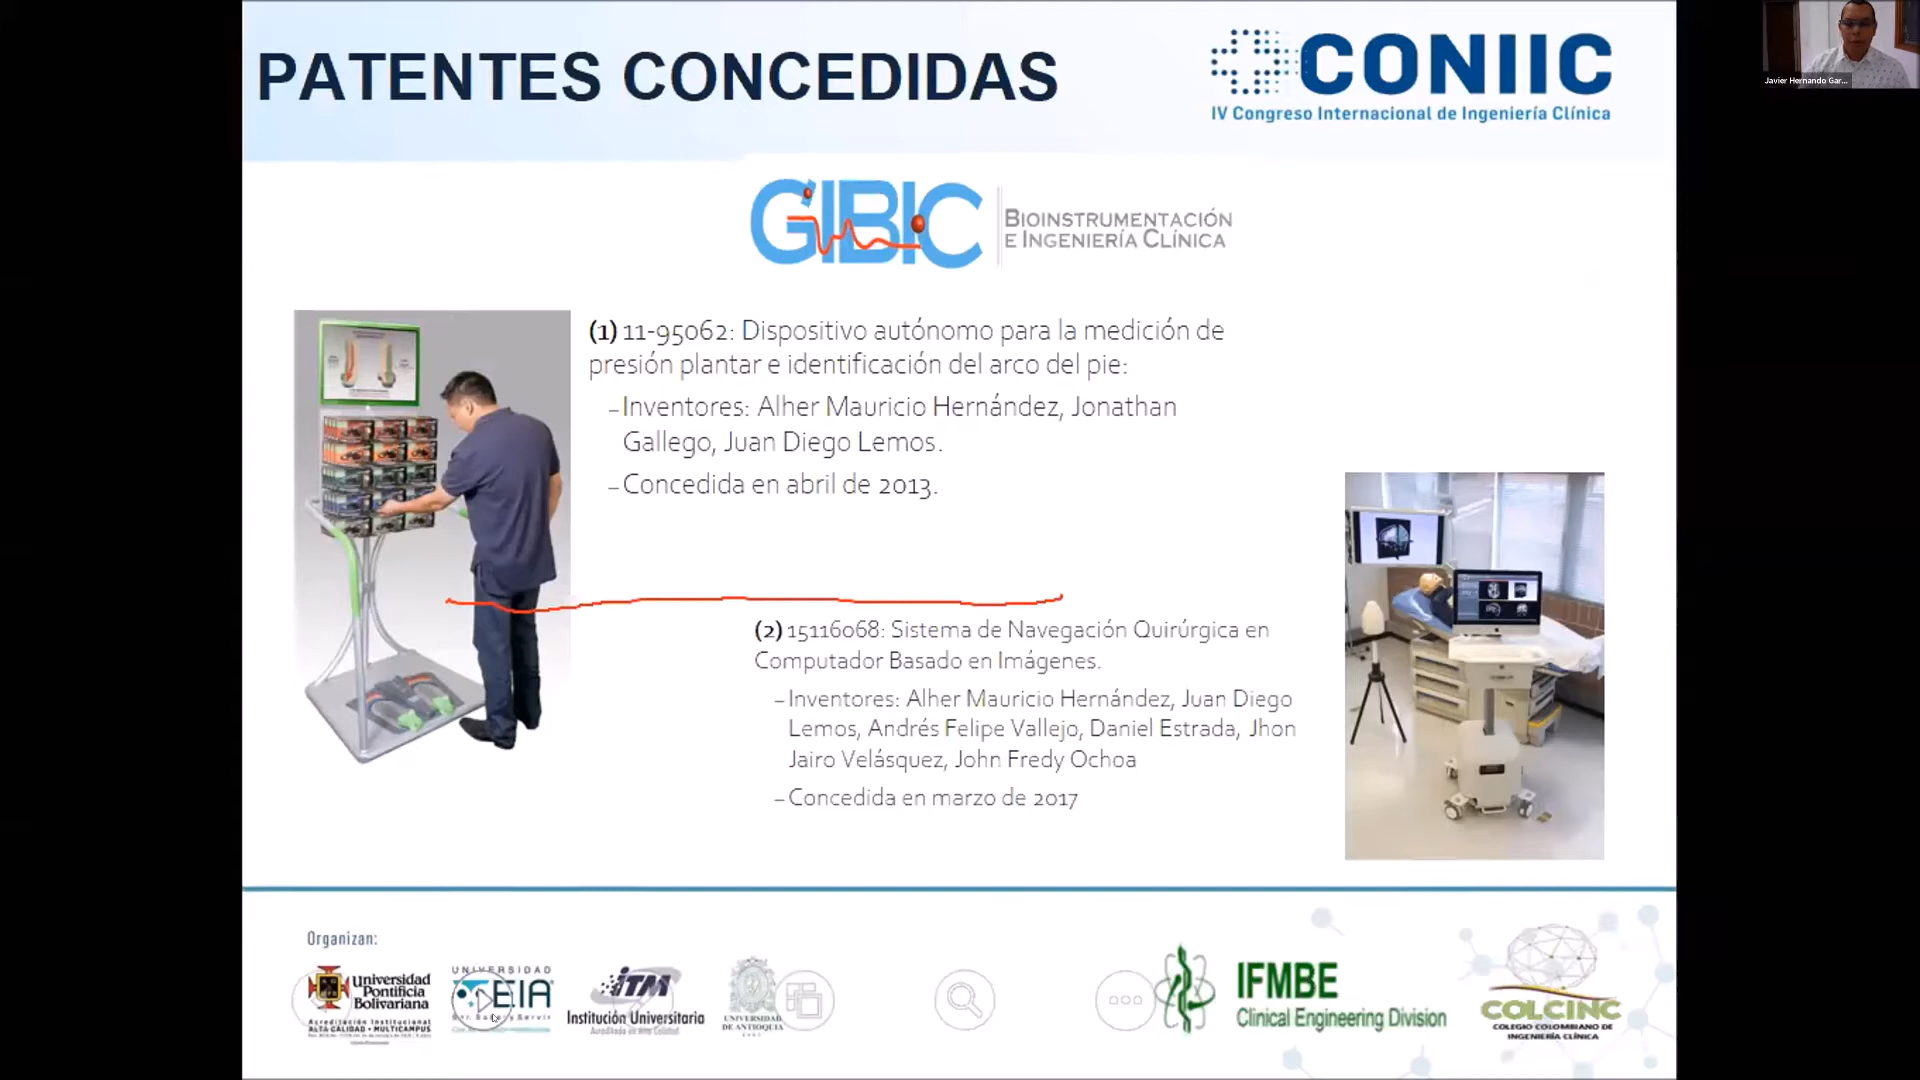 PATENTES CONCEDIDAS
CONIIC
IV Congreso Internacional de Ingeniería Clínica
Javier Hernando Gar...
GIBIC
BIOINSTRUMENTACIÓN
E INGENIERÍA CLÍNICA
(1) 11-95062: Dispositivo autónomo para la medición de
presión plantar e identificación del arco del pie:
–Inventores: Alher Mauricio Hernández, Jonathan
Gallego, Juan Diego Lemos.
–Concedida en abril de 2013.
(2) 15116068: Sistema de Navegación Quirúrgica en
Computador Basado en Imágenes.
–Inventores: Alher Mauricio Hernández, Juan Diego
Lemos, Andrés Felipe Vallejo, Daniel Estrada, Jhon
Jairo Velásquez, John Fredy Ochoa
–Concedida en marzo de 2017
Organizan:
Universidad
Pontificia
Bolivariana
Acreditación Institucional
ALTA CALIDAD • MULTICAMPUS
UNIVERSIDAD
EIA
Ser, Saber y Servir
iTM
Institución Universitaria
Acreditada en Alta Calidad
UNIVERSIDAD
DE ANTIOQUIA
1803
IFMBE
Clinical Engineering Division
COLCINC
COLEGIO COLOMBIANO DE
INGENIERÍA CLÍNICA